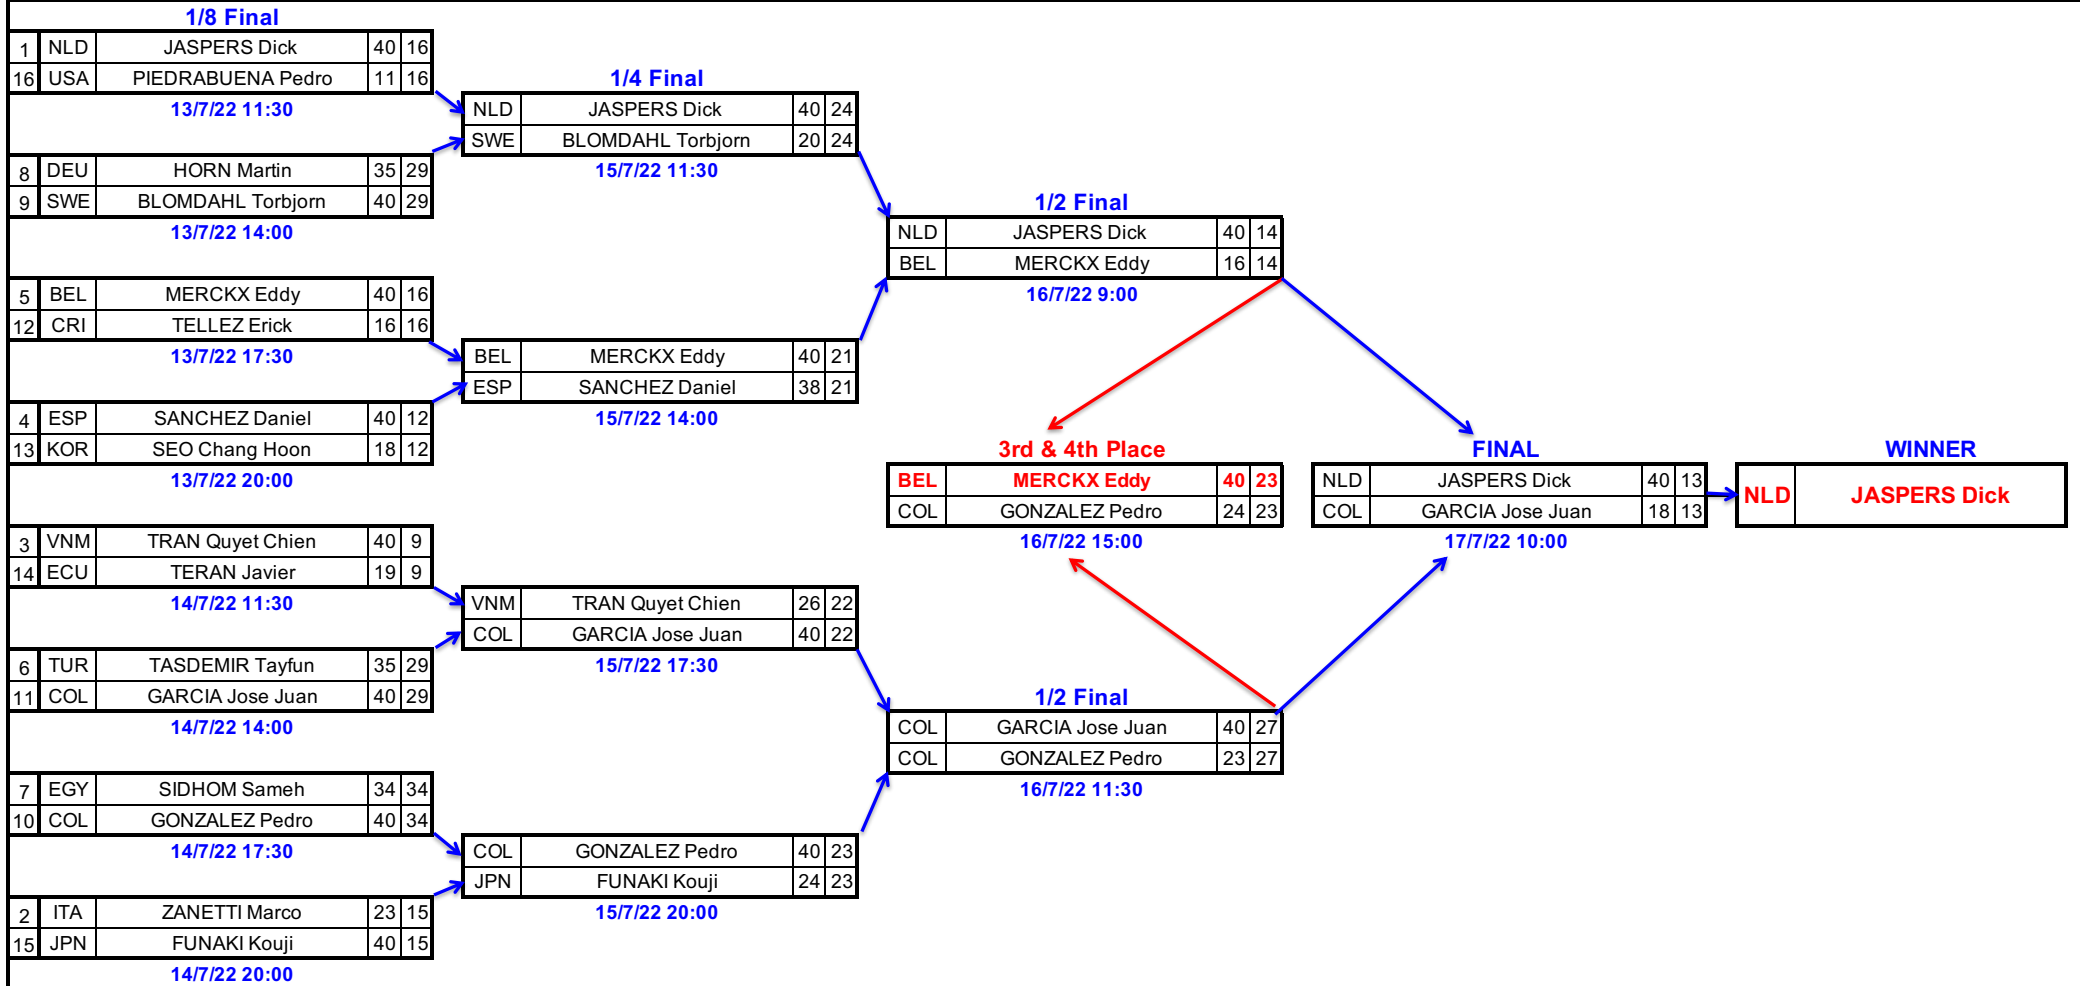 1/8 Final
1 NLD JASPERS Dick 40 16
16 USA PIEDRABUENA Pedro 11 16
13/7/22 11:30
8 DEU HORN Martin 35 29
9 SWE BLOMDAHL Torbjorn 40 29
13/7/22 14:00
5 BEL MERCKX Eddy 40 16
12 CRI TELLEZ Erick 16 16
13/7/22 17:30
4 ESP SANCHEZ Daniel 40 12
13 KOR SEO Chang Hoon 18 12
13/7/22 20:00
3 VNM TRAN Quyet Chien 40 9
14 ECU TERAN Javier 19 9
14/7/22 11:30
6 TUR TASDEMIR Tayfun 35 29
11 COL GARCIA Jose Juan 40 29
14/7/22 14:00
7 EGY SIDHOM Sameh 34 34
10 COL GONZALEZ Pedro 40 34
14/7/22 17:30
2 ITA ZANETTI Marco 23 15
15 JPN FUNAKI Kouji 40 15
14/7/22 20:00
1/4 Final
NLD JASPERS Dick 40 24
SWE BLOMDAHL Torbjorn 20 24
15/7/22 11:30
BEL MERCKX Eddy 40 21
ESP SANCHEZ Daniel 38 21
15/7/22 14:00
VNM TRAN Quyet Chien 26 22
COL GARCIA Jose Juan 40 22
15/7/22 17:30
COL GONZALEZ Pedro 40 23
JPN FUNAKI Kouji 24 23
15/7/22 20:00
1/2 Final
NLD JASPERS Dick 40 14
BEL MERCKX Eddy 16 14
16/7/22 9:00
3rd & 4th Place
BEL MERCKX Eddy 40 23
COL GONZALEZ Pedro 24 23
16/7/22 15:00
1/2 Final
COL GARCIA Jose Juan 40 27
COL GONZALEZ Pedro 23 27
16/7/22 11:30
FINAL
NLD JASPERS Dick 40 13
COL GARCIA Jose Juan 18 13
17/7/22 10:00
WINNER
NLD JASPERS Dick